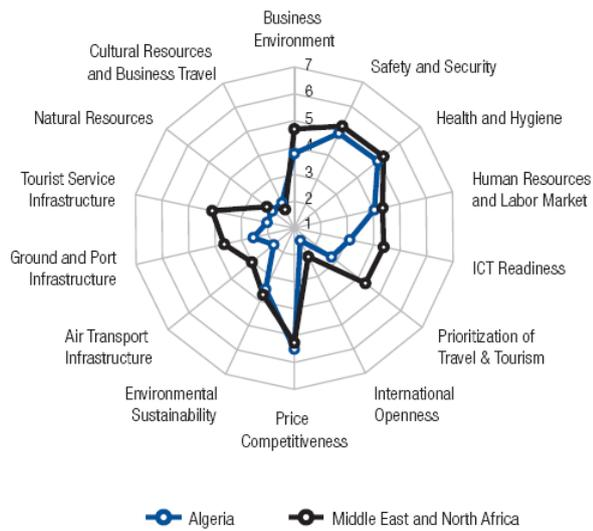 Business
Environment
Cultural Resources
and Business Travel
Safety and Security
Natural Resources
Health and Hygiene
Tourist Service
Infrastructure
Human Resources
and Labor Market
Ground and Port
Infrastructure
ICT Readiness
Air Transport
Infrastructure
Prioritization of
Travel & Tourism
Environmental
Sustainability
International
Openness
Price
Competitiveness
7
6
5
4
3
2
1
Algeria
Middle East and North Africa